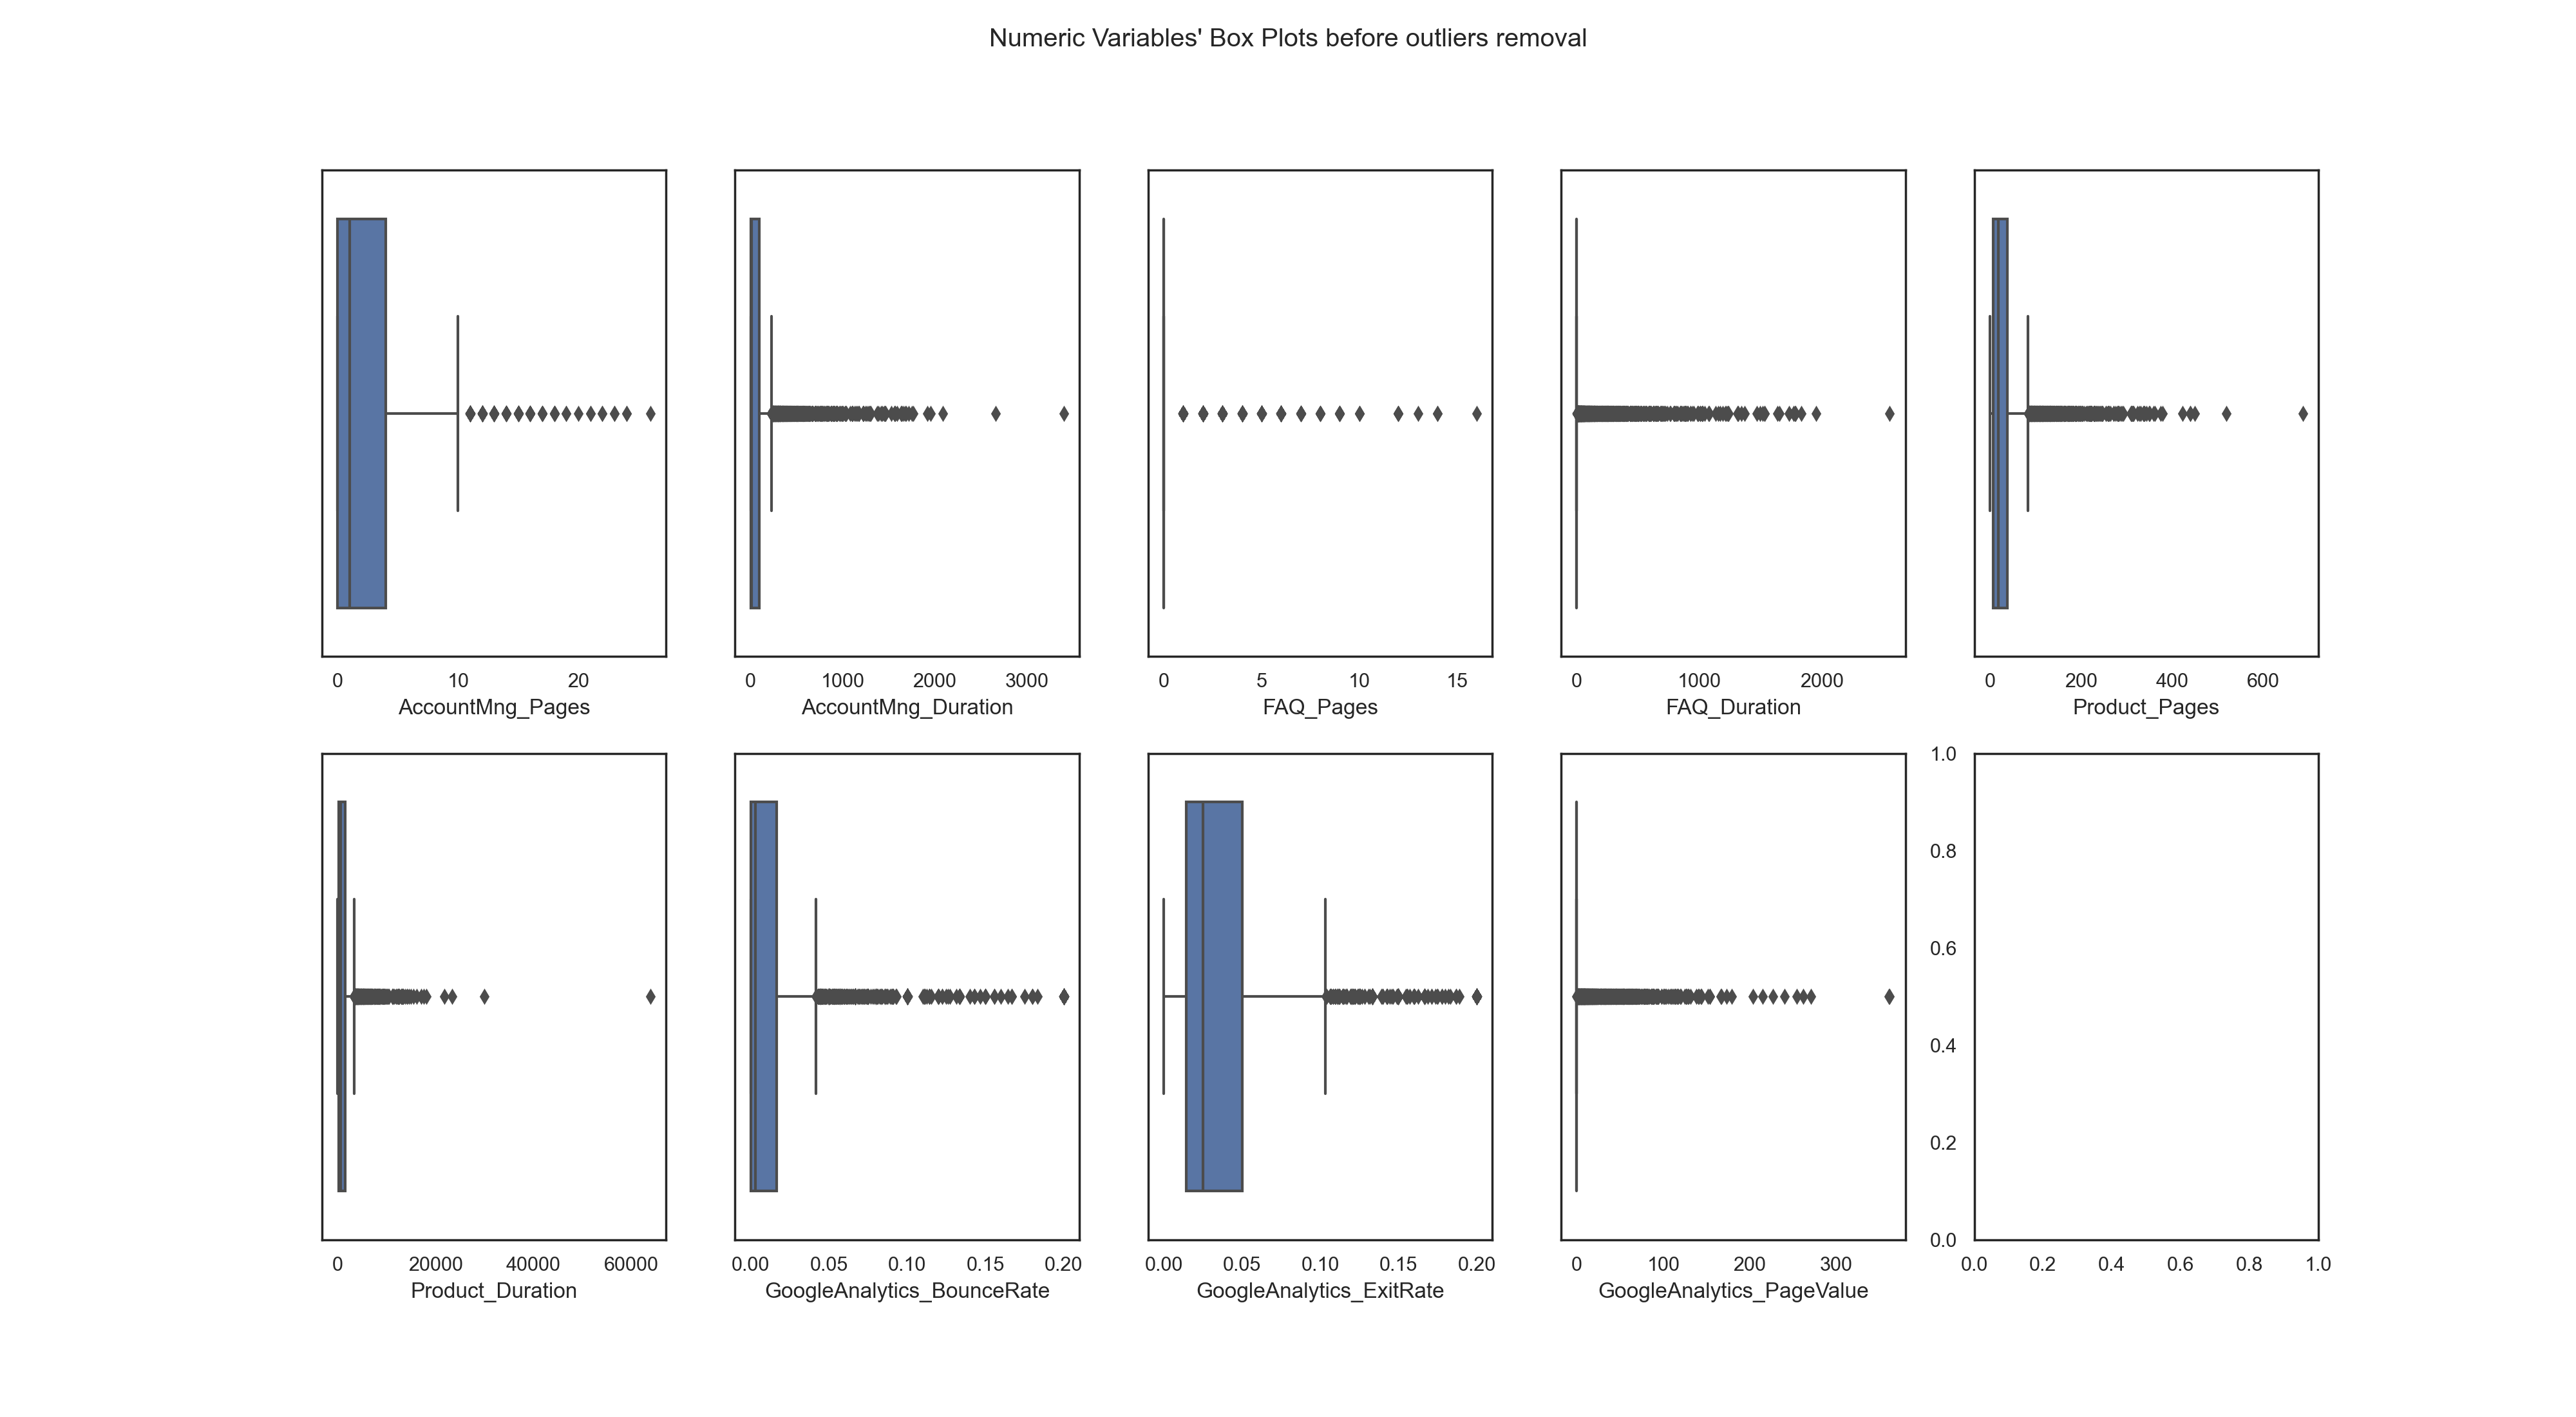 Numeric Variables' Box Plots before outliers removal
0 10 20
AccountMng_Pages
0 1000 2000 3000
AccountMng_Duration
0 5 10 15
FAQ_Pages
0 1000 2000
FAQ_Duration
0 200 400 600
Product_Pages
0 20000 40000 60000
Product_Duration
0.00 0.05 0.10 0.15 0.20
GoogleAnalytics_BounceRate
0.00 0.05 0.10 0.15 0.20
GoogleAnalytics_ExitRate
0 100 200 300
GoogleAnalytics_PageValue
1.0
0.8
0.6
0.4
0.2
0.0
0.0 0.2 0.4 0.6 0.8 1.0